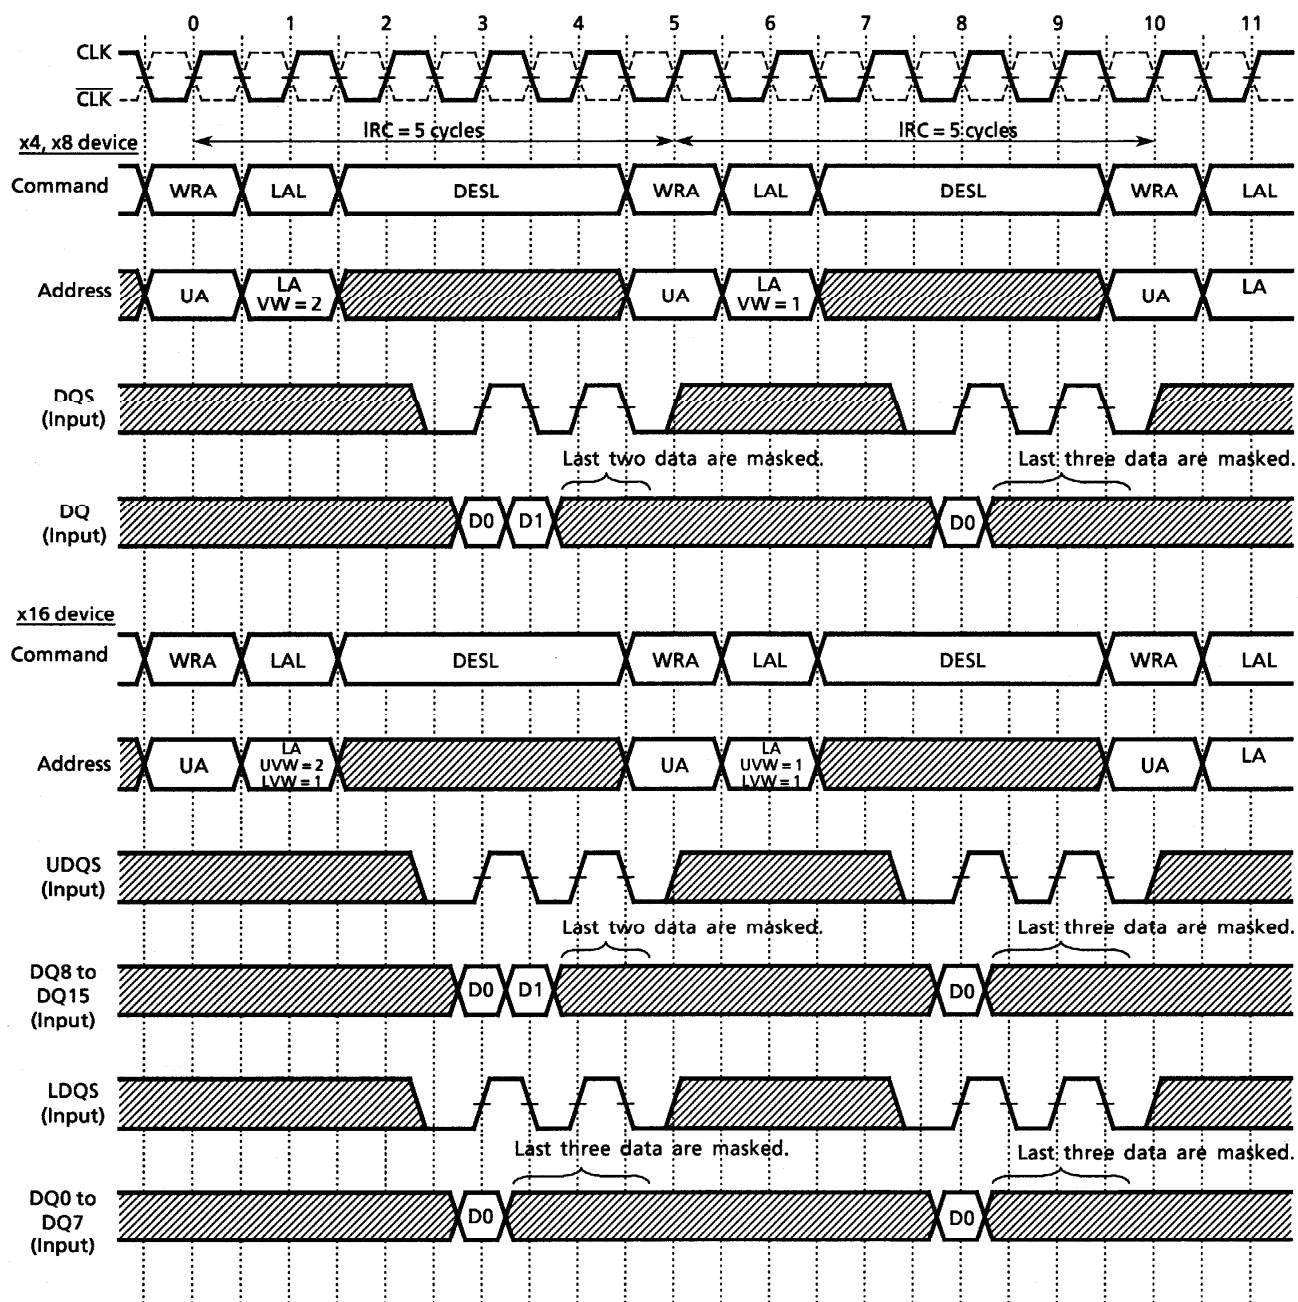 0 1 2 3 4 5 6 7 8 9 10 11
CLK
CLK
IRC = 5 cycles IRC = 5 cycles
x4, x8 device
Command WRA LAL DESL WRA LAL DESL WRA LAL
Address UA LA VW = 2 UA LA VW = 1 UA LA
DQS
(Input)
Last two data are masked. Last three data are masked.
DQ
(Input)
D0 D1 D0
x16 device
Command WRA LAL DESL WRA LAL DESL WRA LAL
Address UA LA UVW = 2 LVW = 1 UA LA UVW = 1 LVW = 1 UA LA
UDQS
(Input)
Last two data are masked. Last three data are masked.
DQ8 to
DQ15
(Input)
D0 D1 D0
LDQS
(Input)
Last three data are masked. Last three data are masked.
DQ0 to
DQ7
(Input)
D0 D0